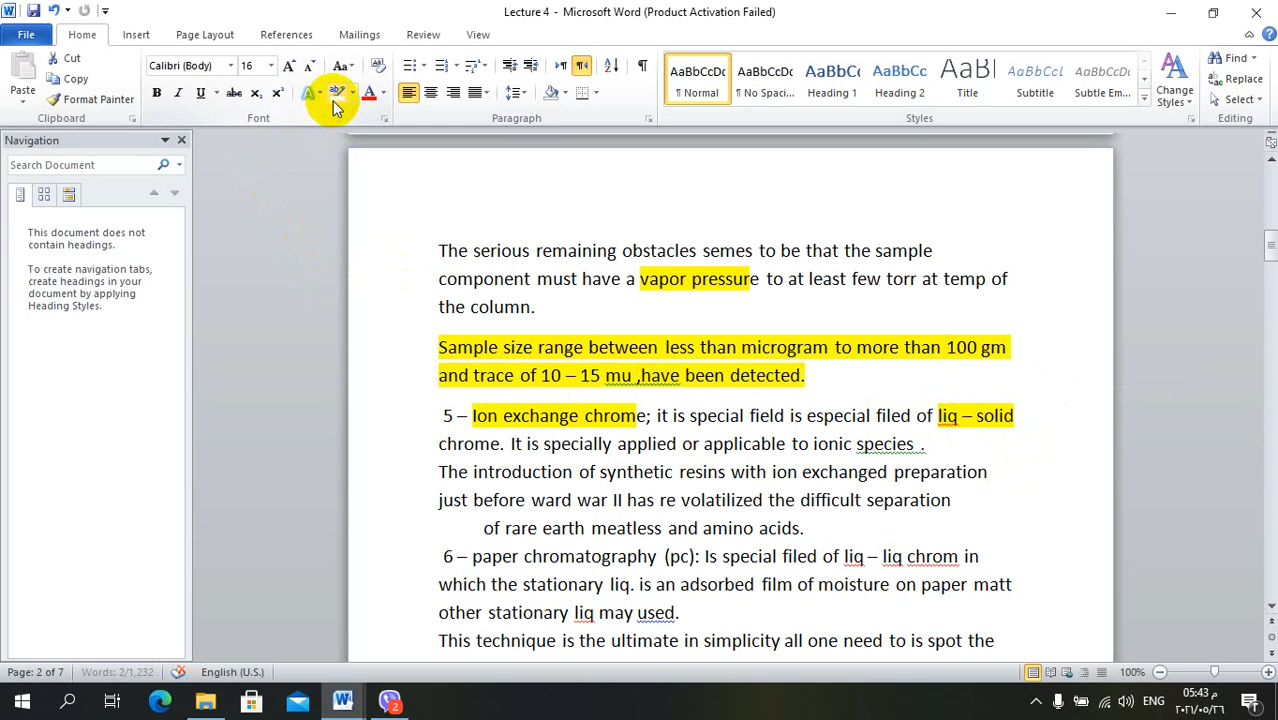 Lecture 4 - Microsoft Word (Product Activation Failed)
File Home Insert Page Layout References Mailings Review View
Paste
Cut
Copy
Format Painter
Clipboard
Calibri (Body) 16
Font
Paragraph
AaBbCcDc AaBbCcDc AaBbCc AaBbCc AaBl AaBbCcL AaBbCcDc
¶ Normal ¶ No Spaci... Heading 1 Heading 2 Title Subtitle Subtle Em...
Change Styles
Styles
Find
Replace
Select
Editing
Navigation
Search Document
This document does not
contain headings.
To create navigation tabs,
create headings in your
document by applying
Heading Styles.
The serious remaining obstacles semes to be that the sample
component must have a vapor pressure to at least few torr at temp of
the column.
Sample size range between less than microgram to more than 100 gm
and trace of 10 – 15 mu ,have been detected.
5 – Ion exchange chrome; it is special field is especial filed of liq – solid
chrome. It is specially applied or applicable to ionic species .
The introduction of synthetic resins with ion exchanged preparation
just before ward war II has re volatilized the difficult separation
of rare earth meatless and amino acids.
6 – paper chromatography (pc): Is special filed of liq – liq chrom in
which the stationary liq. is an adsorbed film of moisture on paper matt
other stationary liq may used.
This technique is the ultimate in simplicity all one need to is spot the
Page: 2 of 7 Words: 2/1,232 English (U.S.) 100%
2
ENG
05:43 م